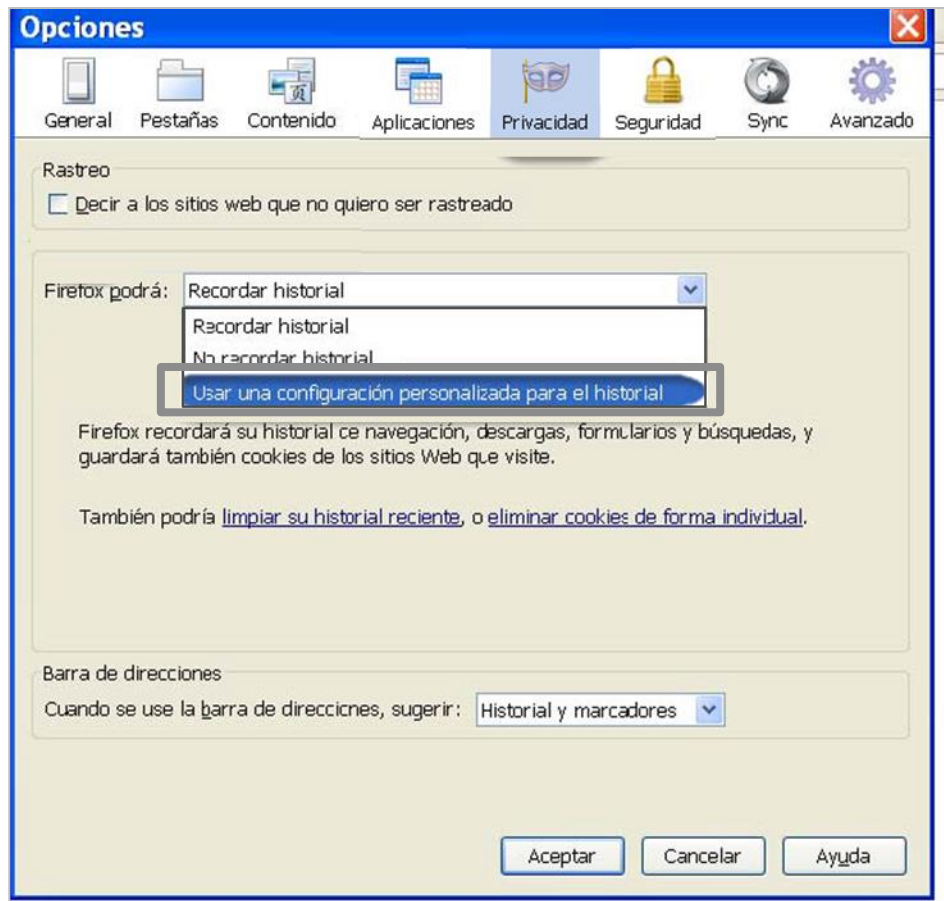 Opciones
General Pestañas Contenido Aplicaciones Privacidad Seguridad Sync Avanzado
Rastreo
Decir a los sitios web que no quiero ser rastreado
Firefox podrá: Recordar historial
Recordar historial
No recordar historial
Usar una configuración personalizada para el historial
Firefox recordará su historial de navegación, descargas, formularios y búsquedas, y
guardará también cookies de los sitios Web que visite.
También podría limpiar su historial reciente, o eliminar cookies de forma individual.
Barra de direcciones
Cuando se use la barra de direcciones, sugerir: Historial y marcadores
Aceptar Cancelar Ayuda